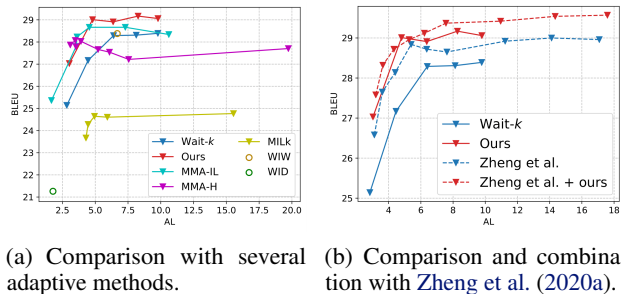 30
29
28
27
26
25
24
23
22
21
BLEU
2.5 5.0 7.5 10.0 12.5 15.0 17.5 20.0
AL
Wait-k
Ours
MMA-IL
MMA-H
MILk
WIW
WID
29
28
27
26
25
BLEU
4 6 8 10 12 14 16 18
AL
Wait-k
Ours
Zheng et al.
Zheng et al. + ours
(a) Comparison with several
adaptive methods.
(b) Comparison and combina
tion with Zheng et al. (2020a).